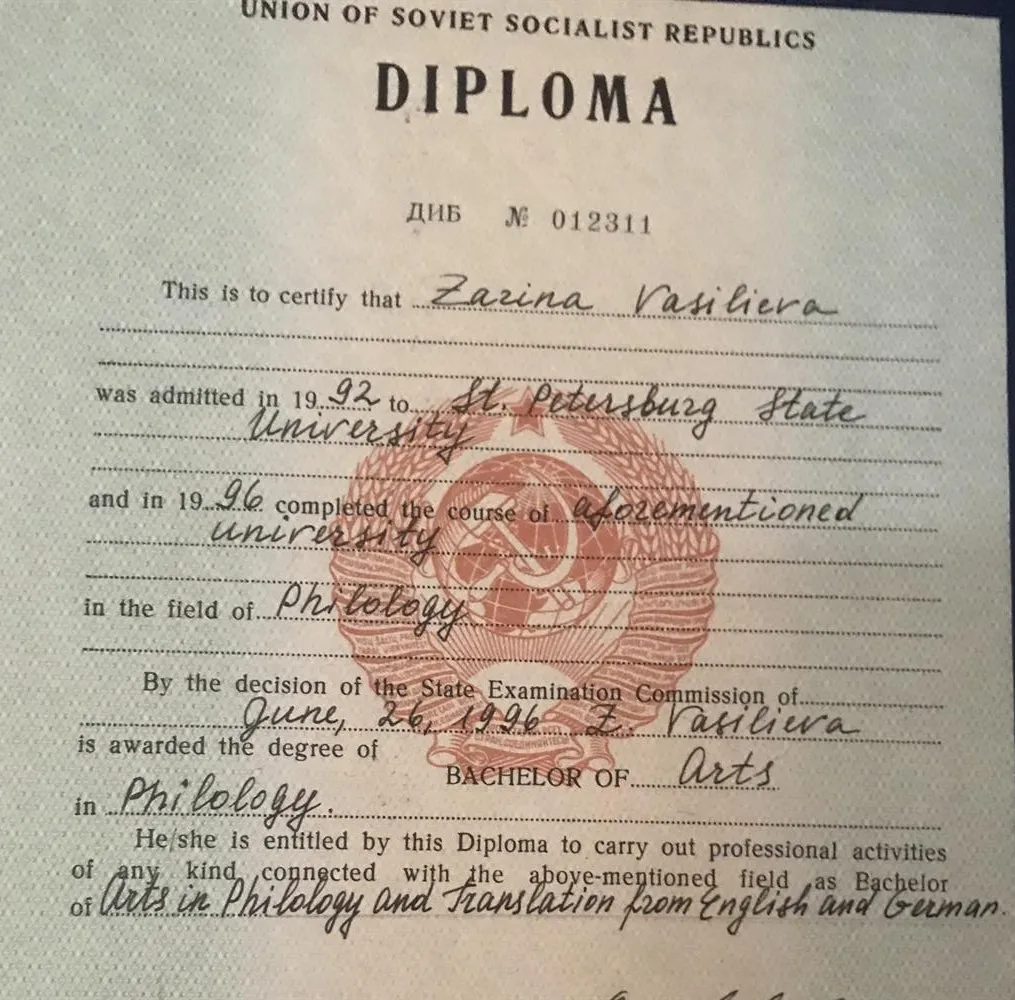 UNION OF SOVIET SOCIALIST REPUBLICS
DIPLOMA
ДИБ № 012311
This is to certify that Zarina Vasilieva
was admitted in 1992 to St. Petersburg State
University
and in 1996 completed the course of aforementioned
university
in the field of Philology
By the decision of the State Examination Commission of
June, 26, 1996 Z. Vasilieva
is awarded the degree of
BACHELOR OF Arts
in Philology.
He/she is entitled by this Diploma to carry out professional activities
of any kind connected with the above-mentioned field as Bachelor
of Arts in Philology and Translation from English and German.